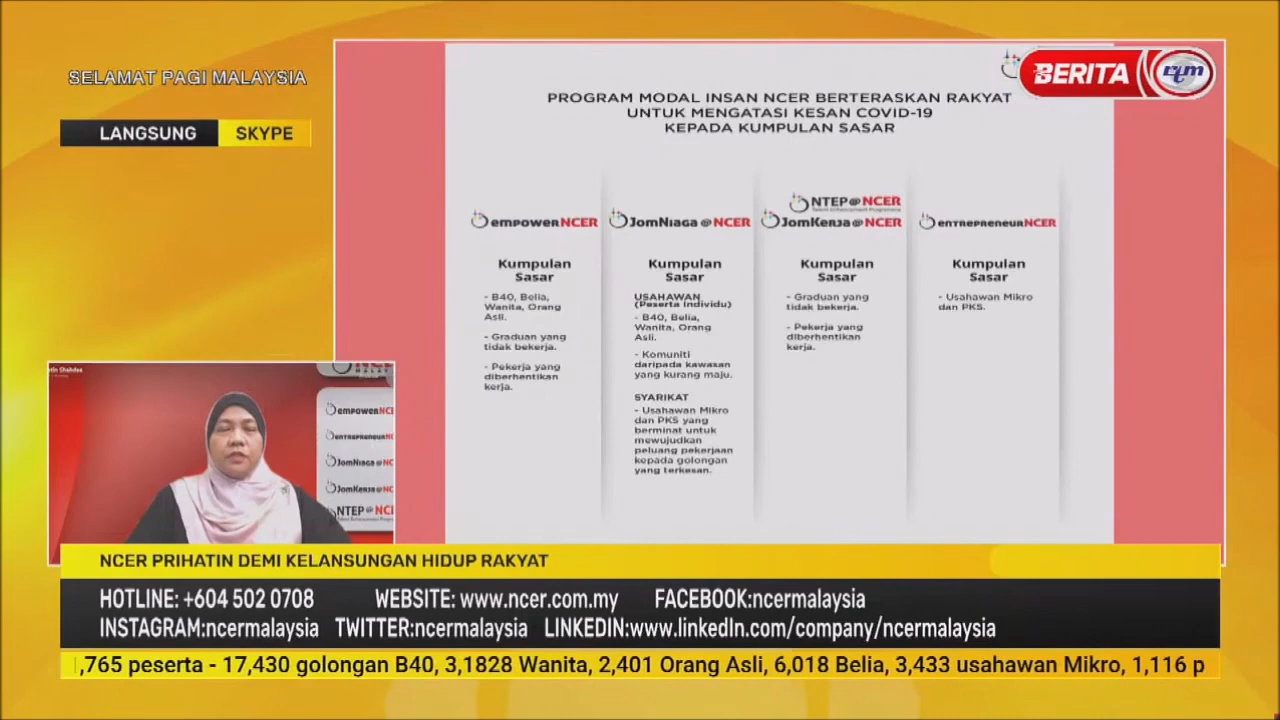 SELAMAT PAGI MALAYSIA
LANGSUNG SKYPE
BERITA rtm
PROGRAM MODAL INSAN NCER BERTERASKAN RAKYAT
UNTUK MENGATASI KESAN COVID-19
KEPADA KUMPULAN SASAR
empowerNCER
Kumpulan
Sasar
- B40, Belia,
Wanita, Orang
Asli.
- Graduan yang
tidak bekerja.
- Pekerja yang
diberhentikan
kerja.
JomNiaga@NCER
Kumpulan
Sasar
USAHAWAN
(Peserta Individu)
- B40, Belia,
Wanita, Orang
Asli.
- Komuniti
daripada kawasan
yang kurang maju.
SYARIKAT
- Usahawan Mikro
dan PKS yang
berminat untuk
mewujudkan
peluang pekerjaan
kepada golongan
yang terkesan.
NTEP@NCER
Talent Enhancement Programme
JomKerja@NCER
Kumpulan
Sasar
- Graduan yang
tidak bekerja.
- Pekerja yang
diberhentikan
kerja.
entrepreneurNCER
Kumpulan
Sasar
- Usahawan Mikro
dan PKS.
empowerNCE
entrepreneurNCE
JomNiaga@NC
JomKerja@NC
NTEP@NCE
NCER PRIHATIN DEMI KELANSUNGAN HIDUP RAKYAT
HOTLINE: +604 502 0708 WEBSITE: www.ncer.com.my FACEBOOK:ncermalaysia
INSTAGRAM:ncermalaysia TWITTER:ncermalaysia LINKEDIN:www.linkedIn.com/company/ncermalaysia
,765 peserta - 17,430 golongan B40, 3,1828 Wanita, 2,401 Orang Asli, 6,018 Belia, 3,433 usahawan Mikro, 1,116 p